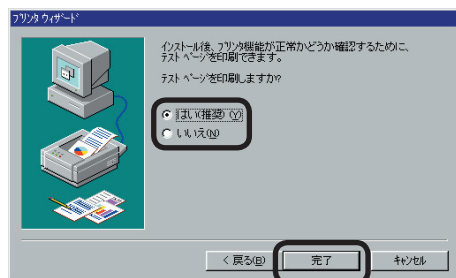 プリンタ ウィザード
インストール後、プリンタ機能が正常かどうか確認するために、
テスト ページを印刷できます。
テスト ページを印刷しますか?
はい(推奨) (Y)
いいえ(N)
< 戻る(B)
完了
キャンセル